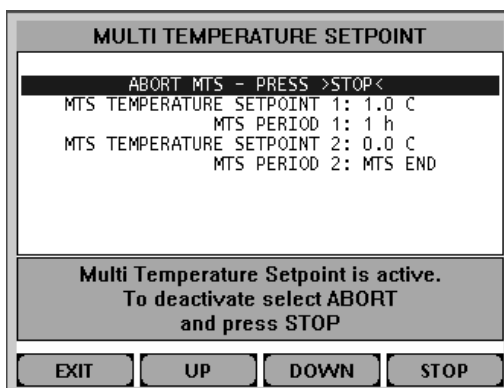 MULTI TEMPERATURE SETPOINT
ABORT MTS - PRESS >STOP<
MTS TEMPERATURE SETPOINT 1: 1.0 C
MTS PERIOD 1: 1 h
MTS TEMPERATURE SETPOINT 2: 0.0 C
MTS PERIOD 2: MTS END
Multi Temperature Setpoint is active.
To deactivate select ABORT
and press STOP
EXIT UP DOWN STOP